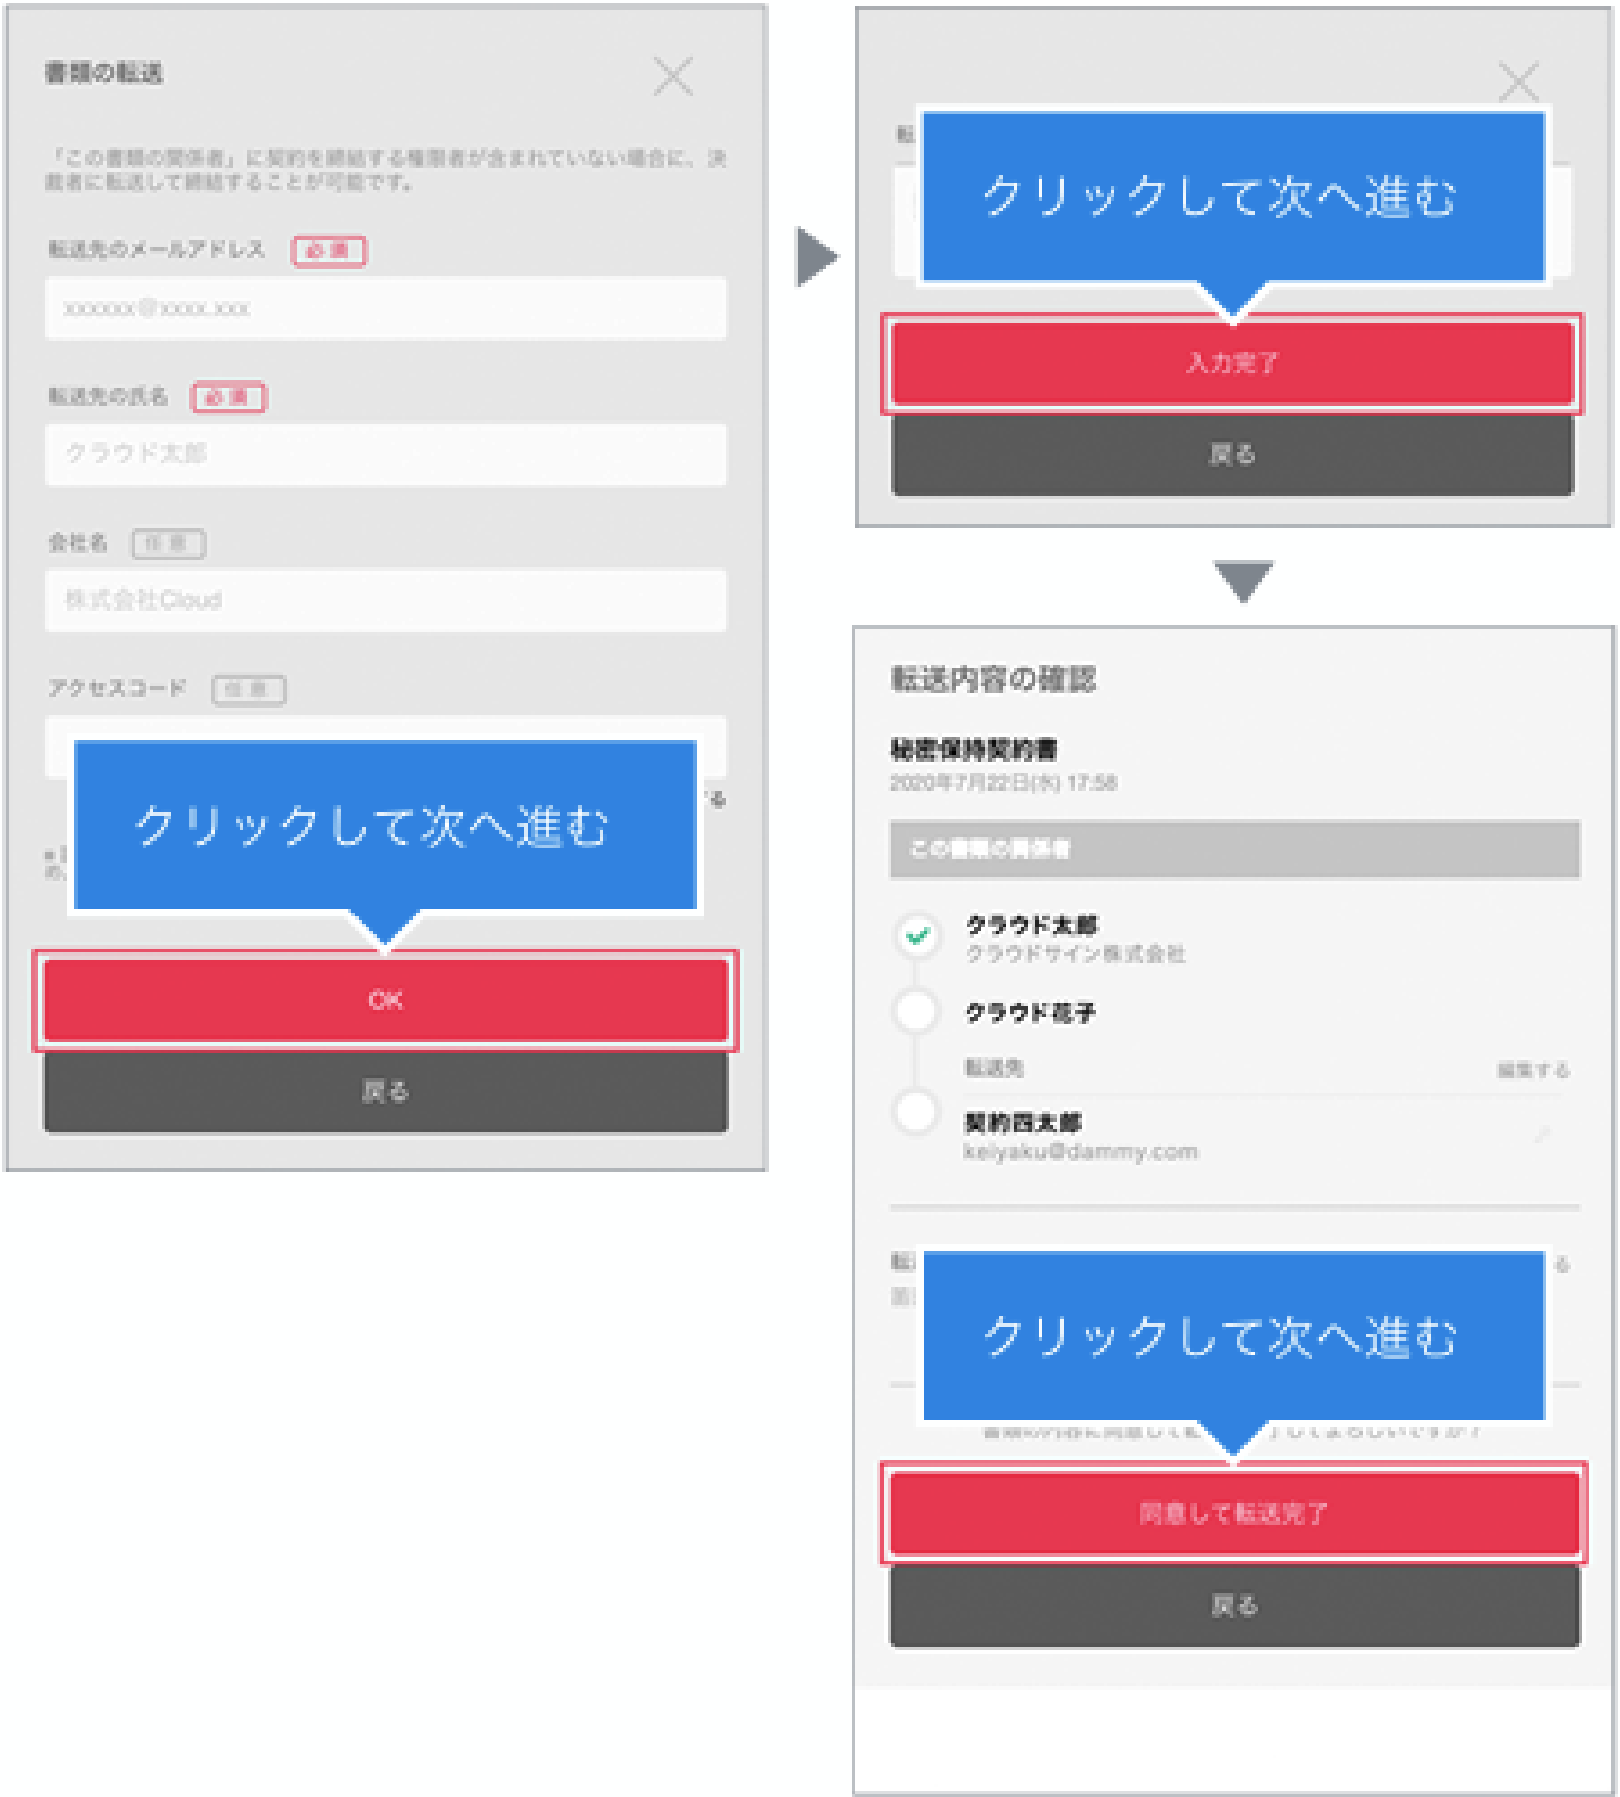 書類の転送
「この書類の関係者」に契約を締結する権限者が含まれていない場合に、決
裁者に転送して締結することが可能です。
転送先のメールアドレス 必須
xxxxxx@xxxx.xxx
転送先の氏名 必須
クラウド太郎
会社名 任意
株式会社Cloud
アクセスコード 任意
クリックして次へ進む
OK
戻る
クリックして次へ進む
入力完了
戻る
転送内容の確認
秘密保持契約書
2020年7月22日(水) 17:58
この書類の関係者
クラウド太郎
クラウドサイン株式会社
クラウド花子
転送先 編集する
契約四太郎
keiyaku@dammy.com
クリックして次へ進む
同意して転送完了
戻る